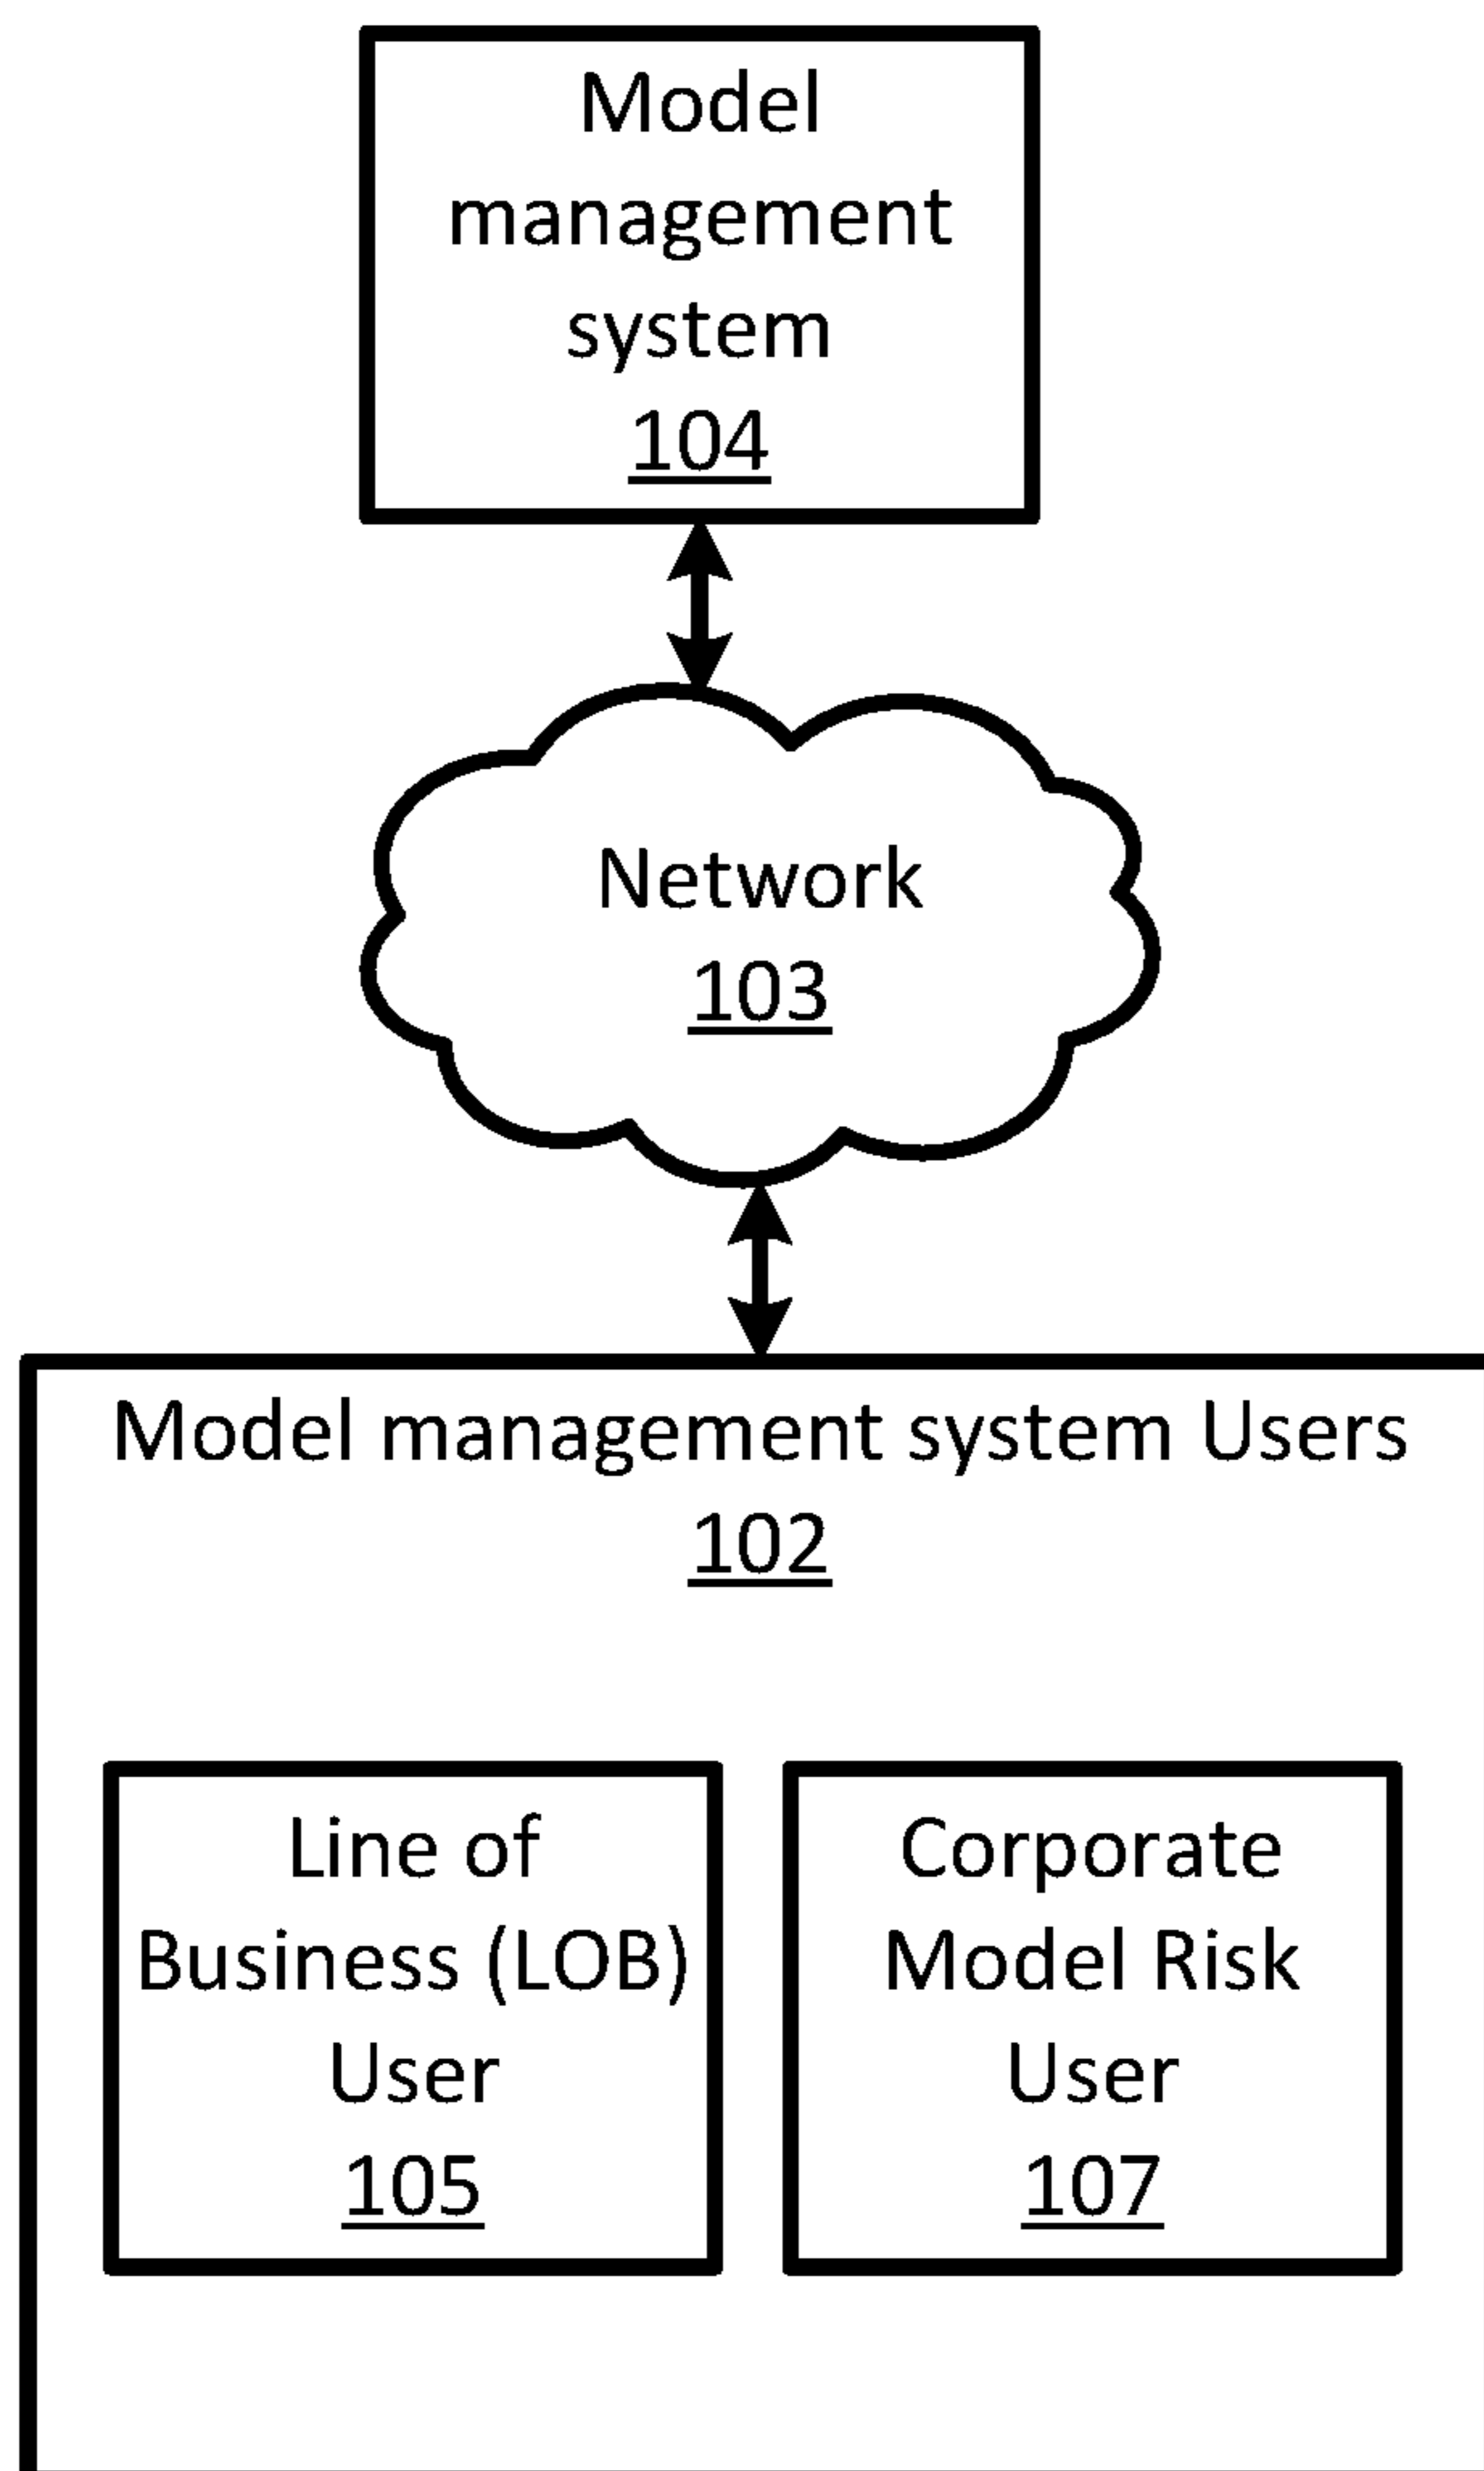 Model
management
system
104
Network
103
Model management system Users
102
Line of
Business (LOB)
User
105
Corporate
Model Risk
User
107